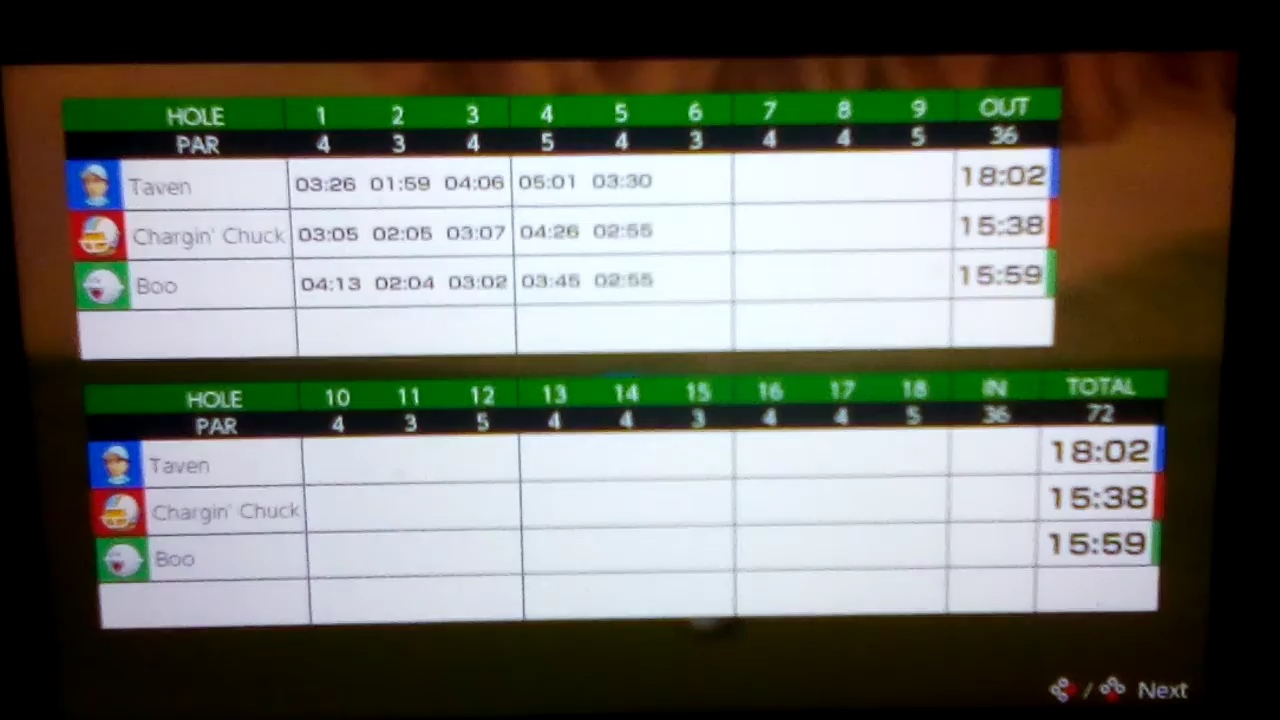 HOLE 1 2 3 4 5 6 7 8 9 OUT
PAR 4 3 4 5 4 3 4 4 5 36
Taven 03:26 01:59 04:06 05:01 03:30 18:02
Chargin' Chuck 03:05 02:05 03:07 04:26 02:55 15:38
Boo 04:13 02:04 03:02 03:45 02:55 15:59
HOLE 10 11 12 13 14 15 16 17 18 IN TOTAL
PAR 4 3 5 4 4 3 4 4 5 36 72
Taven 18:02
Chargin' Chuck 15:38
Boo 15:59
/ Next